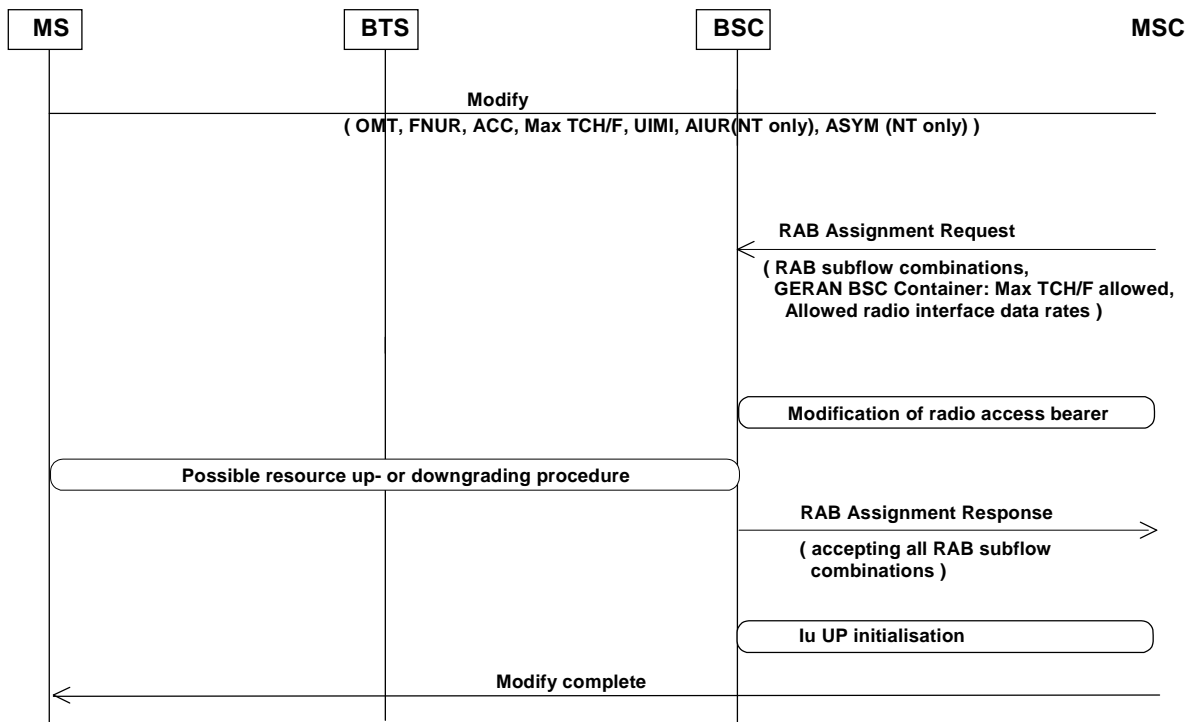 MS BTS BSC MSC
Modify
( OMT, FNUR, ACC, Max TCH/F, UIMI, AIUR(NT only), ASYM (NT only) )
RAB Assignment Request
( RAB subflow combinations,
GERAN BSC Container: Max TCH/F allowed,
Allowed radio interface data rates )
Modification of radio access bearer
Possible resource up- or downgrading procedure
RAB Assignment Response
( accepting all RAB subflow
combinations )
Iu UP initialisation
Modify complete